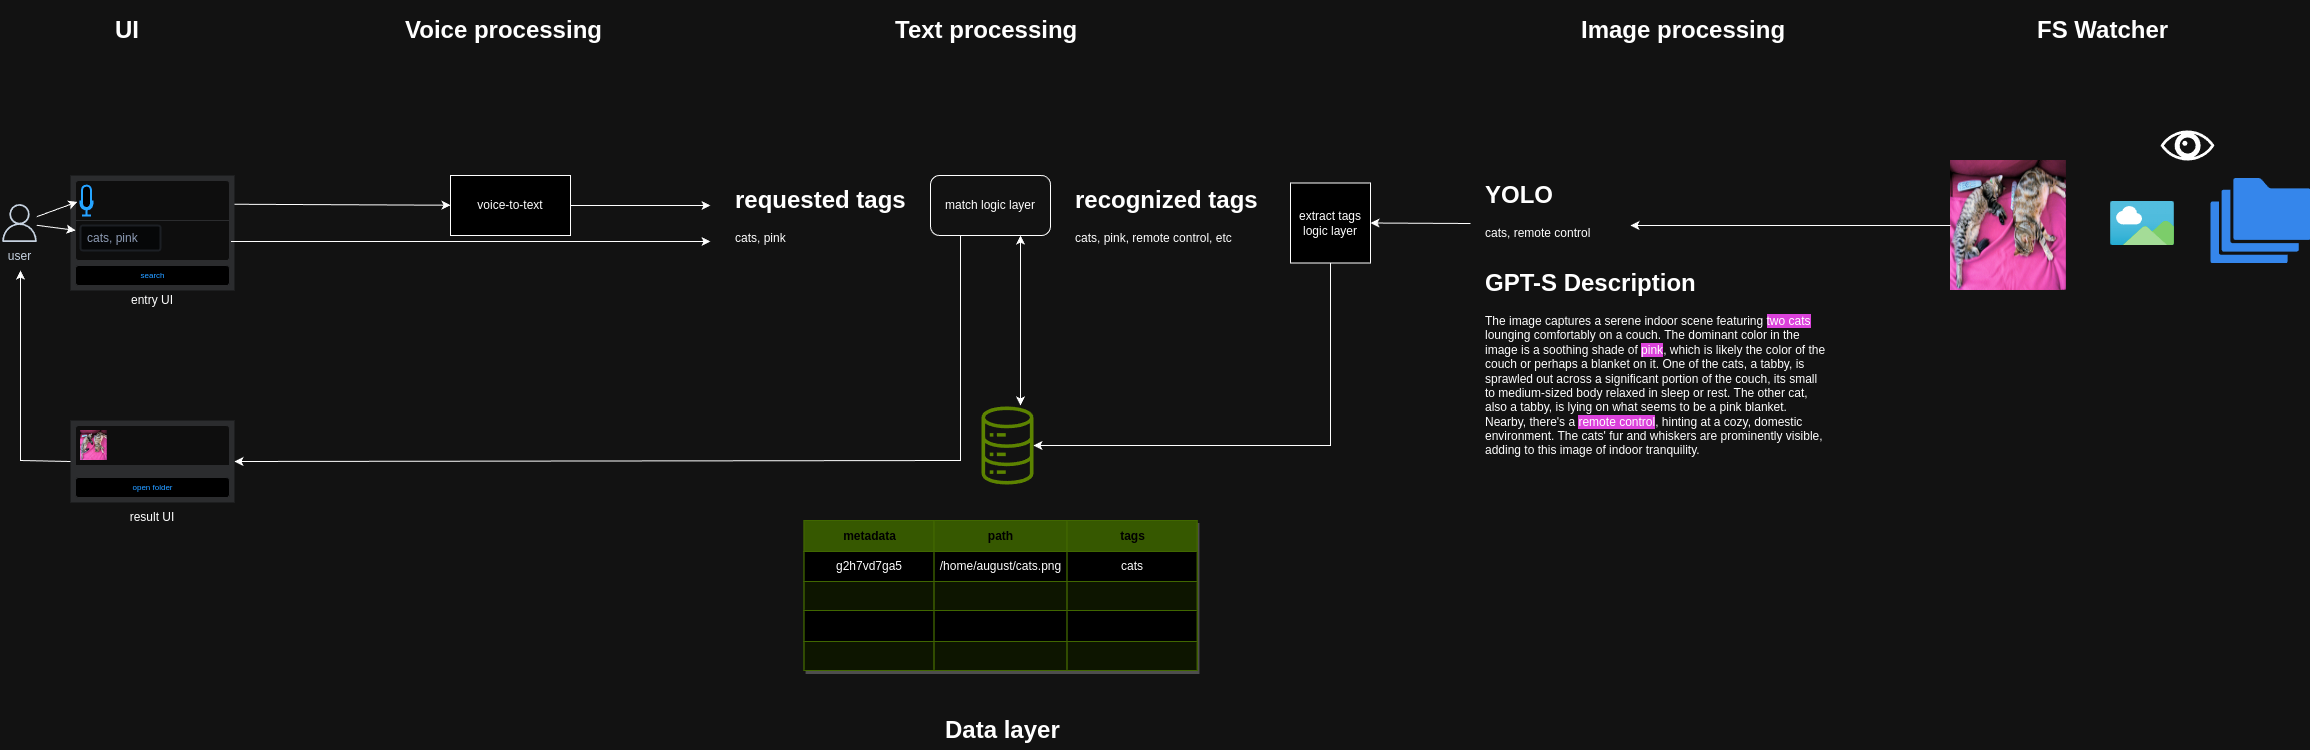 UI
Voice processing
Text processing
Image processing
FS Watcher
user
cats, pink
search
entry UI
voice-to-text
requested tags
cats, pink
match logic layer
recognized tags
cats, pink, remote control, etc
extract tags
logic layer
YOLO
cats, remote control
GPT-S Description
The image captures a serene indoor scene featuring two cats
lounging comfortably on a couch. The dominant color in the
image is a soothing shade of pink, which is likely the color of the
couch or perhaps a blanket on it. One of the cats, a tabby, is
sprawled out across a significant portion of the couch, its small
to medium-sized body relaxed in sleep or rest. The other cat,
also a tabby, is lying on what seems to be a pink blanket.
Nearby, there's a remote control, hinting at a cozy, domestic
environment. The cats' fur and whiskers are prominently visible,
adding to this image of indoor tranquility.
open folder
result UI
metadata path tags
g2h7vd7ga5 /home/august/cats.png cats
Data layer